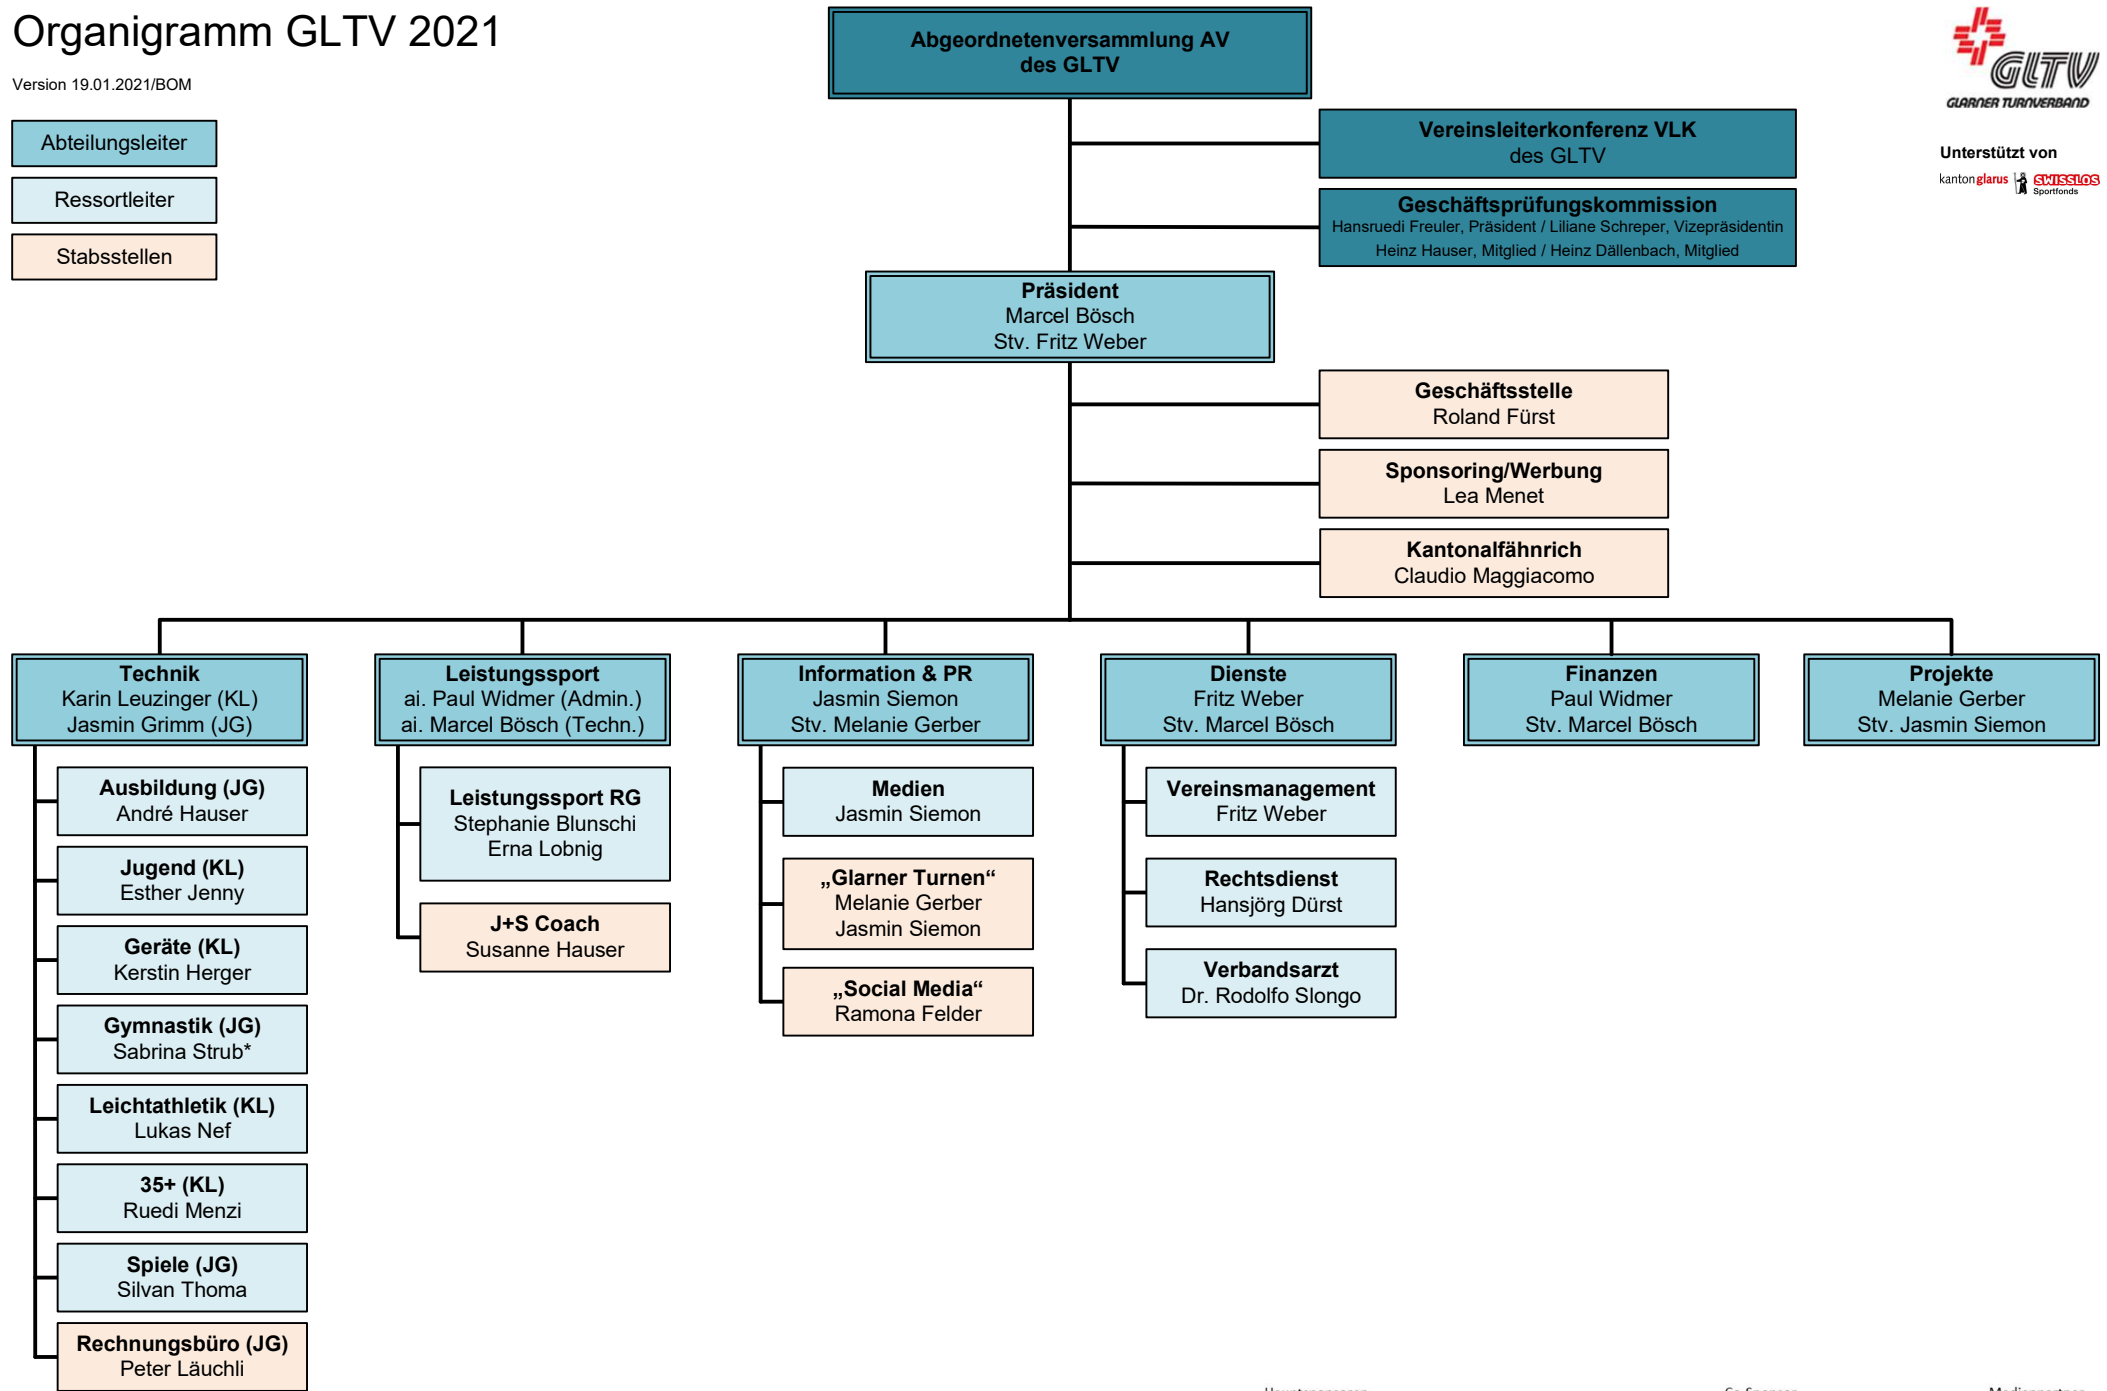 Organigramm GLTV 2021
Version 19.01.2021/BOM
Abteilungsleiter
Ressortleiter
Stabsstellen
Abgeordnetenversammlung AV
des GLTV
GLTV
GLARNER TURNVERBAND
Unterstützt von
kantonglarus
SWISSLOS
Sportfonds
Vereinsleiterkonferenz VLK
des GLTV
Geschäftsprüfungskommission
Hansruedi Freuler, Präsident / Liliane Schreper, Vizepräsidentin
Heinz Hauser, Mitglied / Heinz Dällenbach, Mitglied
Präsident
Marcel Bösch
Stv. Fritz Weber
Geschäftsstelle
Roland Fürst
Sponsoring/Werbung
Lea Menet
Kantonalfähnrich
Claudio Maggiacomo
Technik
Karin Leuzinger (KL)
Jasmin Grimm (JG)
Ausbildung (JG)
André Hauser
Jugend (KL)
Esther Jenny
Geräte (KL)
Kerstin Herger
Gymnastik (JG)
Sabrina Strub*
Leichtathletik (KL)
Lukas Nef
35+ (KL)
Ruedi Menzi
Spiele (JG)
Silvan Thoma
Rechnungsbüro (JG)
Peter Läuchli
Leistungssport
ai. Paul Widmer (Admin.)
ai. Marcel Bösch (Techn.)
Leistungssport RG
Stephanie Blunschi
Erna Lobnig
J+S Coach
Susanne Hauser
Information & PR
Jasmin Siemon
Stv. Melanie Gerber
Medien
Jasmin Siemon
„Glarner Turnen“
Melanie Gerber
Jasmin Siemon
„Social Media“
Ramona Felder
Dienste
Fritz Weber
Stv. Marcel Bösch
Vereinsmanagement
Fritz Weber
Rechtsdienst
Hansjörg Dürst
Verbandsarzt
Dr. Rodolfo Slongo
Finanzen
Paul Widmer
Stv. Marcel Bösch
Projekte
Melanie Gerber
Stv. Jasmin Siemon